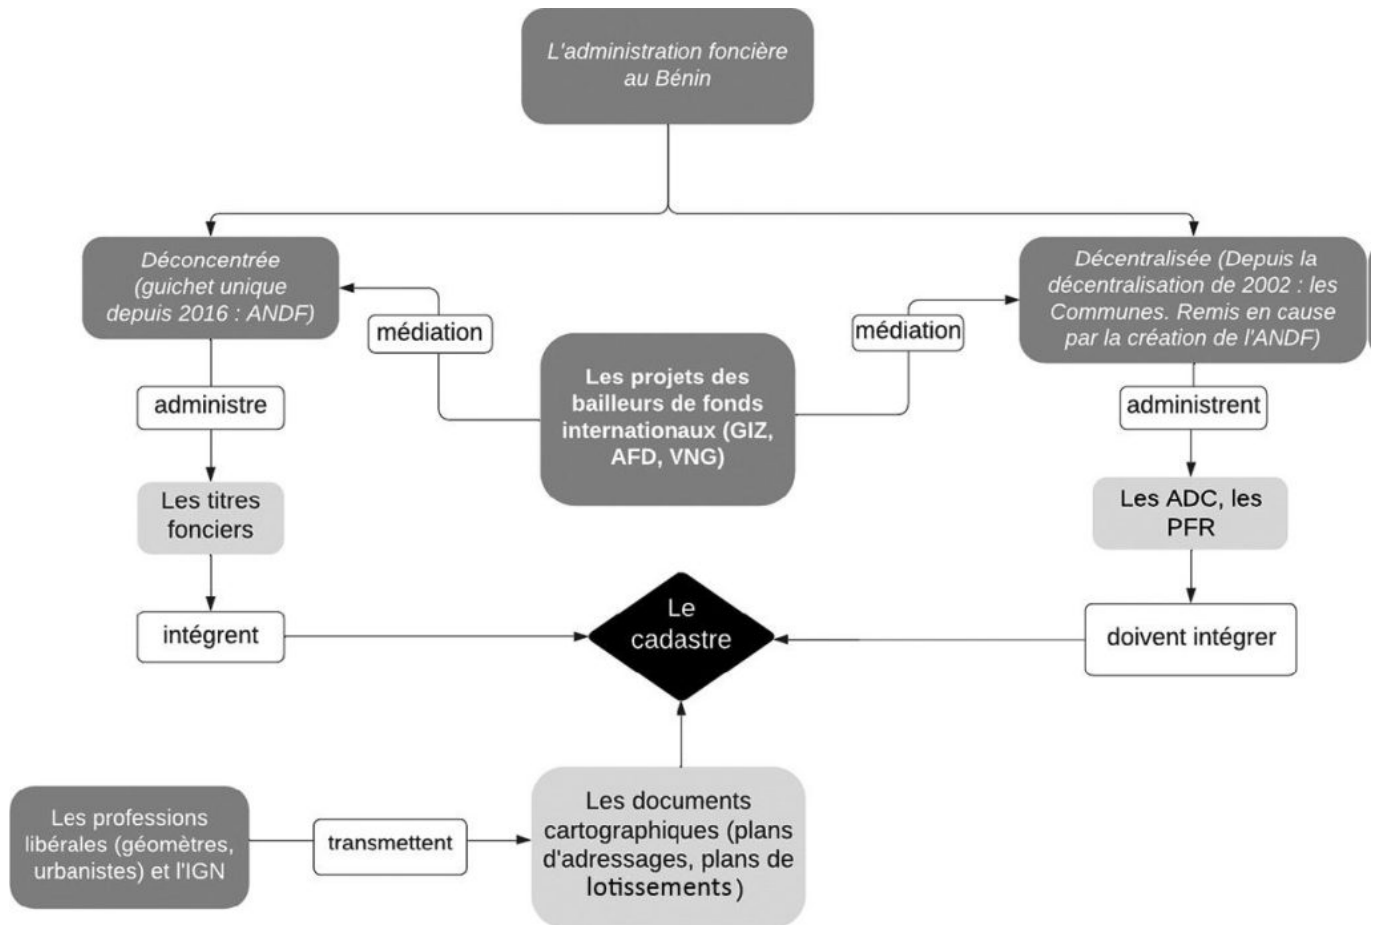 L'administration foncière
au Bénin
Déconcentrée
(guichet unique
depuis 2016 : ANDF)
Décentralisée (Depuis la
décentralisation de 2002 : les
Communes. Remis en cause
par la création de l'ANDF)
médiation
médiation
Les projets des
bailleurs de fonds
internationaux (GIZ,
AFD, VNG)
administre
administrent
Les titres
fonciers
Les ADC, les
PFR
intégrent
Le
cadastre
doivent intégrer
Les professions
libérales (géomètres,
urbanistes) et l'IGN
transmettent
Les documents
cartographiques (plans
d'adressages, plans de
lotissements)